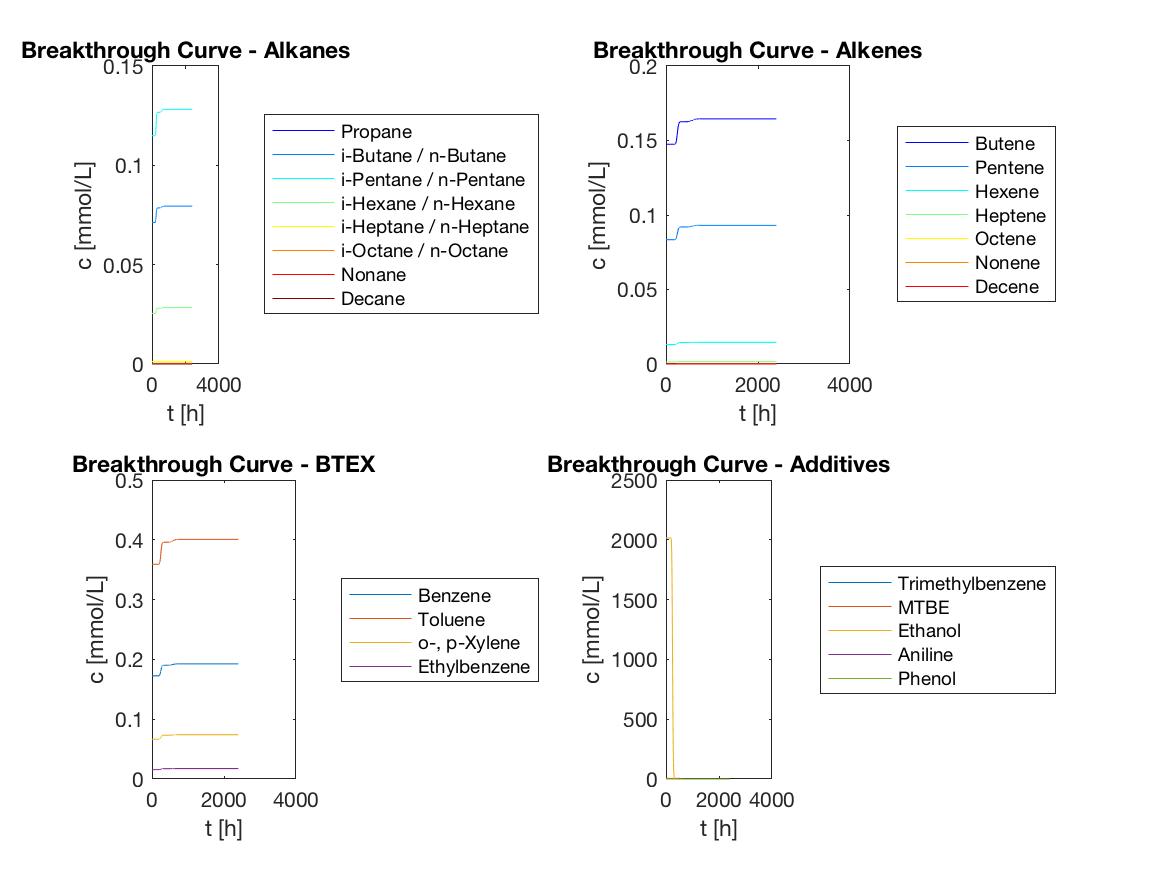 Breakthrough Curve - Alkanes
0.15
0.1
0.05
0
0
4000
c [mmol/L]
t [h]
Propane
i-Butane / n-Butane
i-Pentane / n-Pentane
i-Hexane / n-Hexane
i-Heptane / n-Heptane
i-Octane / n-Octane
Nonane
Decane
Breakthrough Curve - Alkenes
0.2
0.15
0.1
0.05
0
0
2000
4000
c [mmol/L]
t [h]
Butene
Pentene
Hexene
Heptene
Octene
Nonene
Decene
Breakthrough Curve - BTEX
0.5
0.4
0.3
0.2
0.1
0
0
2000
4000
c [mmol/L]
t [h]
Benzene
Toluene
o-, p-Xylene
Ethylbenzene
Breakthrough Curve - Additives
2500
2000
1500
1000
500
0
0
2000
4000
c [mmol/L]
t [h]
Trimethylbenzene
MTBE
Ethanol
Aniline
Phenol